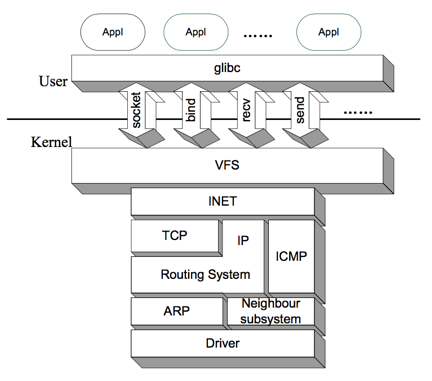 Appl
Appl
......
Appl
glibc
User
socket
bind
recv
send
......
Kernel
VFS
INET
TCP
IP
ICMP
Routing System
ARP
Neighbour
subsystem
Driver